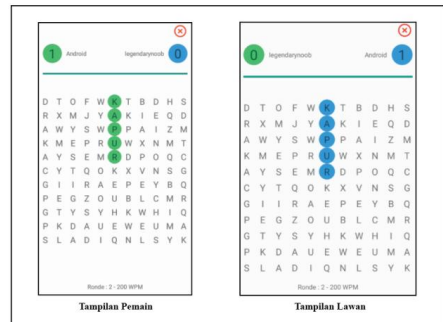 1 Android legendarynoob 0
D T O F W K T B D H S
R X M J Y A K I E Q D
A W Y S W P P A I Z M
K M E P R U W X N M T
A Y S E M R D P O Q C
C Y T Q O K X V N S G
G I I R A E P E Y B Q
P E G Z O U B L C M R
G T Y S Y H K W H I Q
P K D A U E W E U M A
S L A D I Q N L S Y K
Ronde : 2 - 200 WPM
Tampilan Pemain
0 legendarynoob Android 1
D T O F W K T B D H S
R X M J Y A K I E Q D
A W Y S W P P A I Z M
K M E P R U W X N M T
A Y S E M R D P O Q C
C Y T Q O K X V N S G
G I I R A E P E Y B Q
P E G Z O U B L C M R
G T Y S Y H K W H I Q
P K D A U E W E U M A
S L A D I Q N L S Y K
Ronde : 2 - 200 WPM
Tampilan Lawan